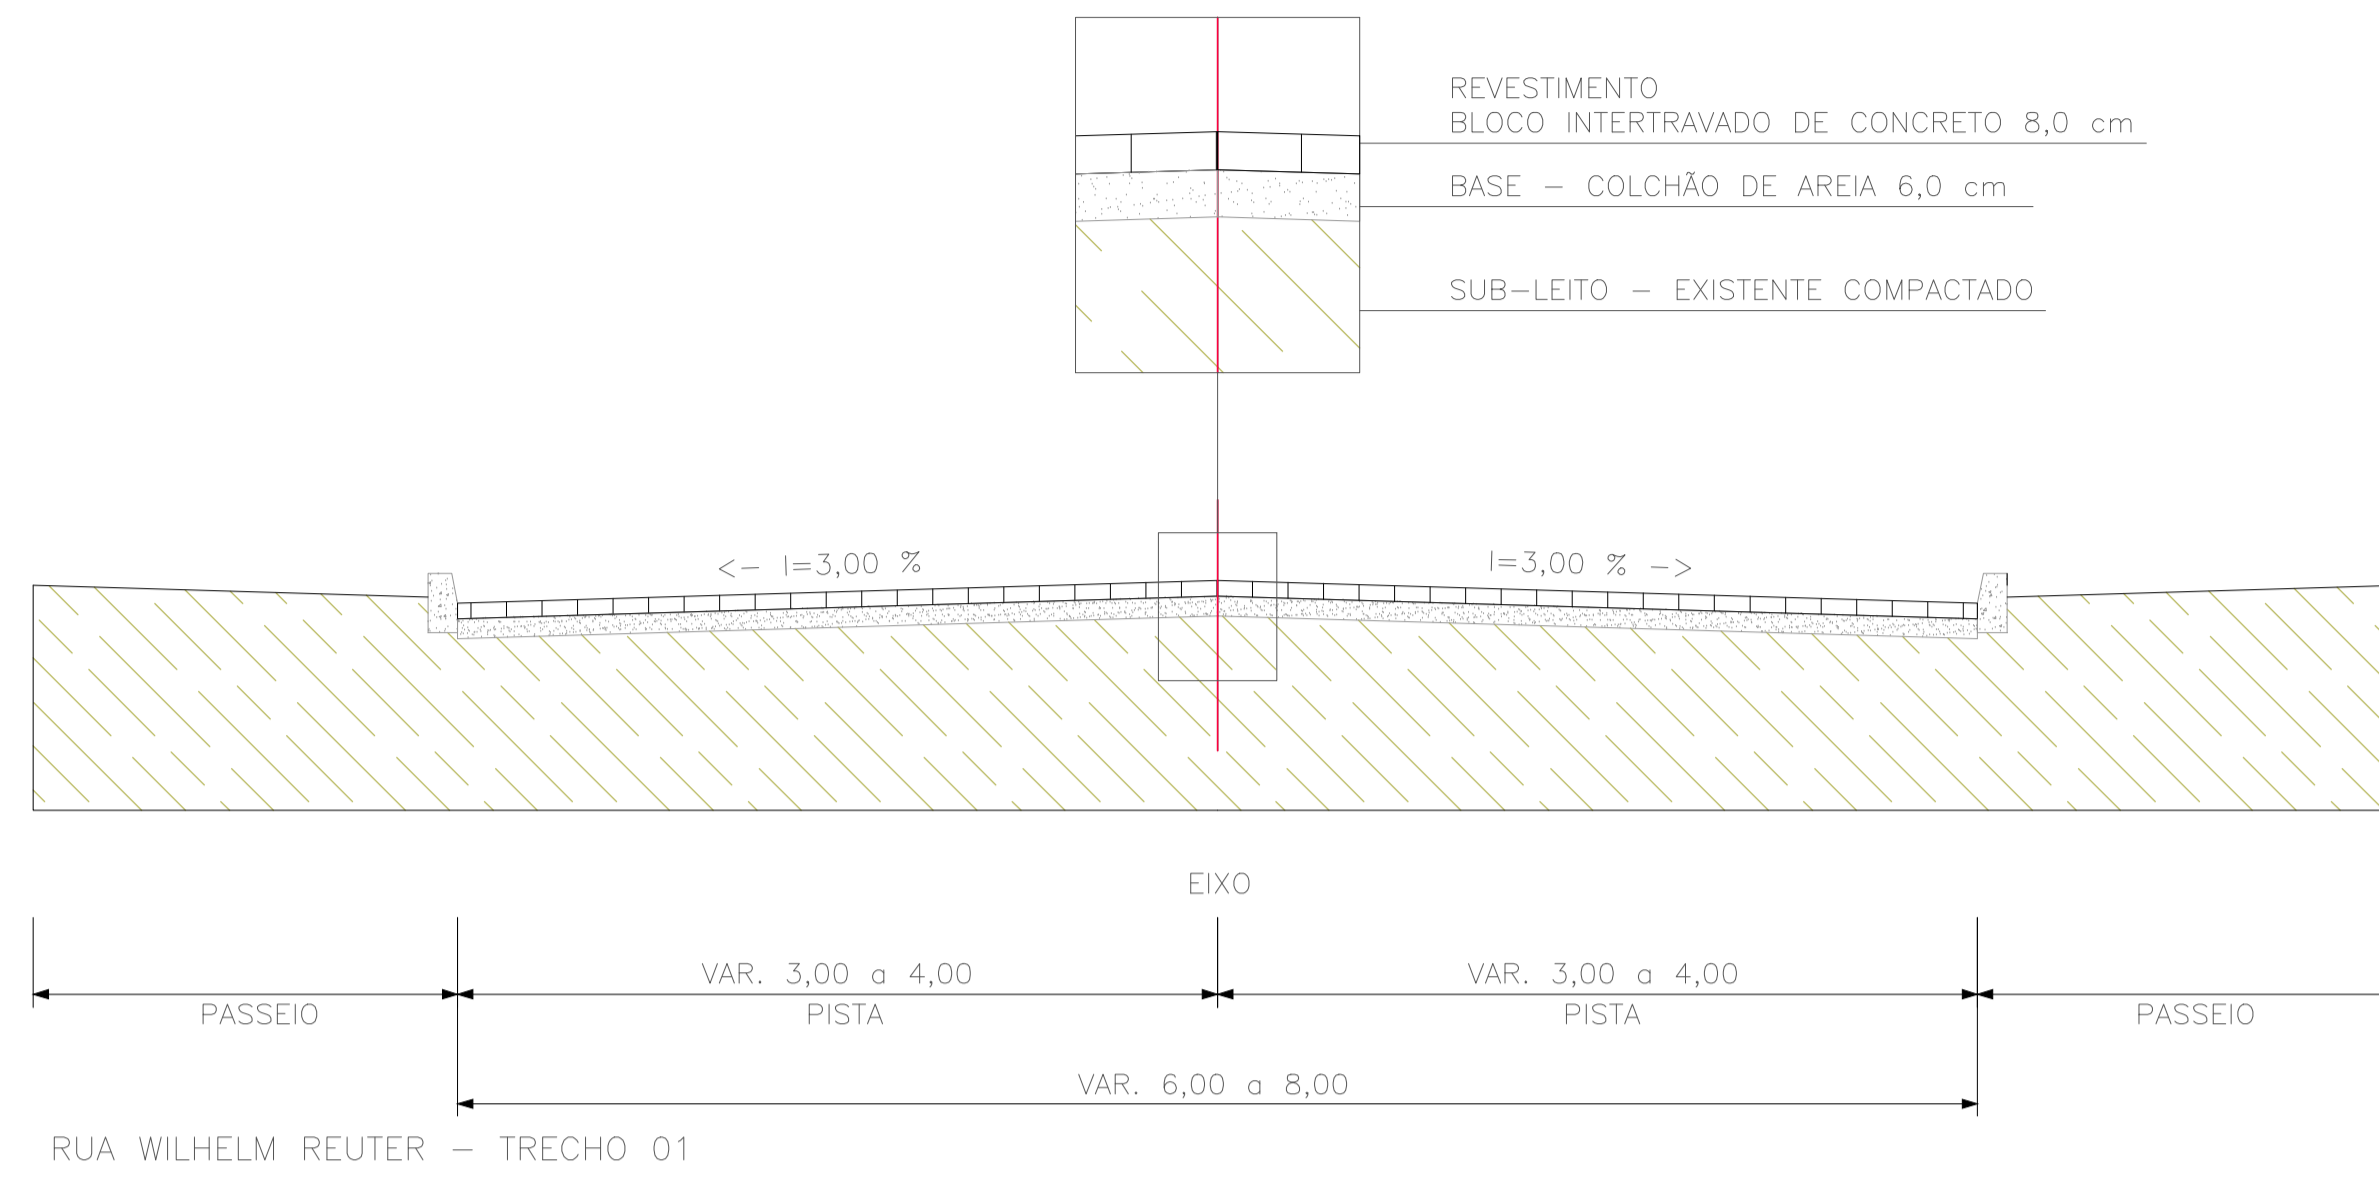 REVESTIMENTO
BLOCO INTERTRAVADO DE CONCRETO 8,0 cm
BASE - COLCHÃO DE AREIA 6,0 cm
SUB-LEITO - EXISTENTE COMPACTADO
<- I=3,00 %
I=3,00 % ->
EIXO
VAR. 3,00 a 4,00
VAR. 3,00 a 4,00
PASSEIO
PISTA
PISTA
PASSEIO
VAR. 6,00 a 8,00
RUA WILHELM REUTER - TRECHO 01